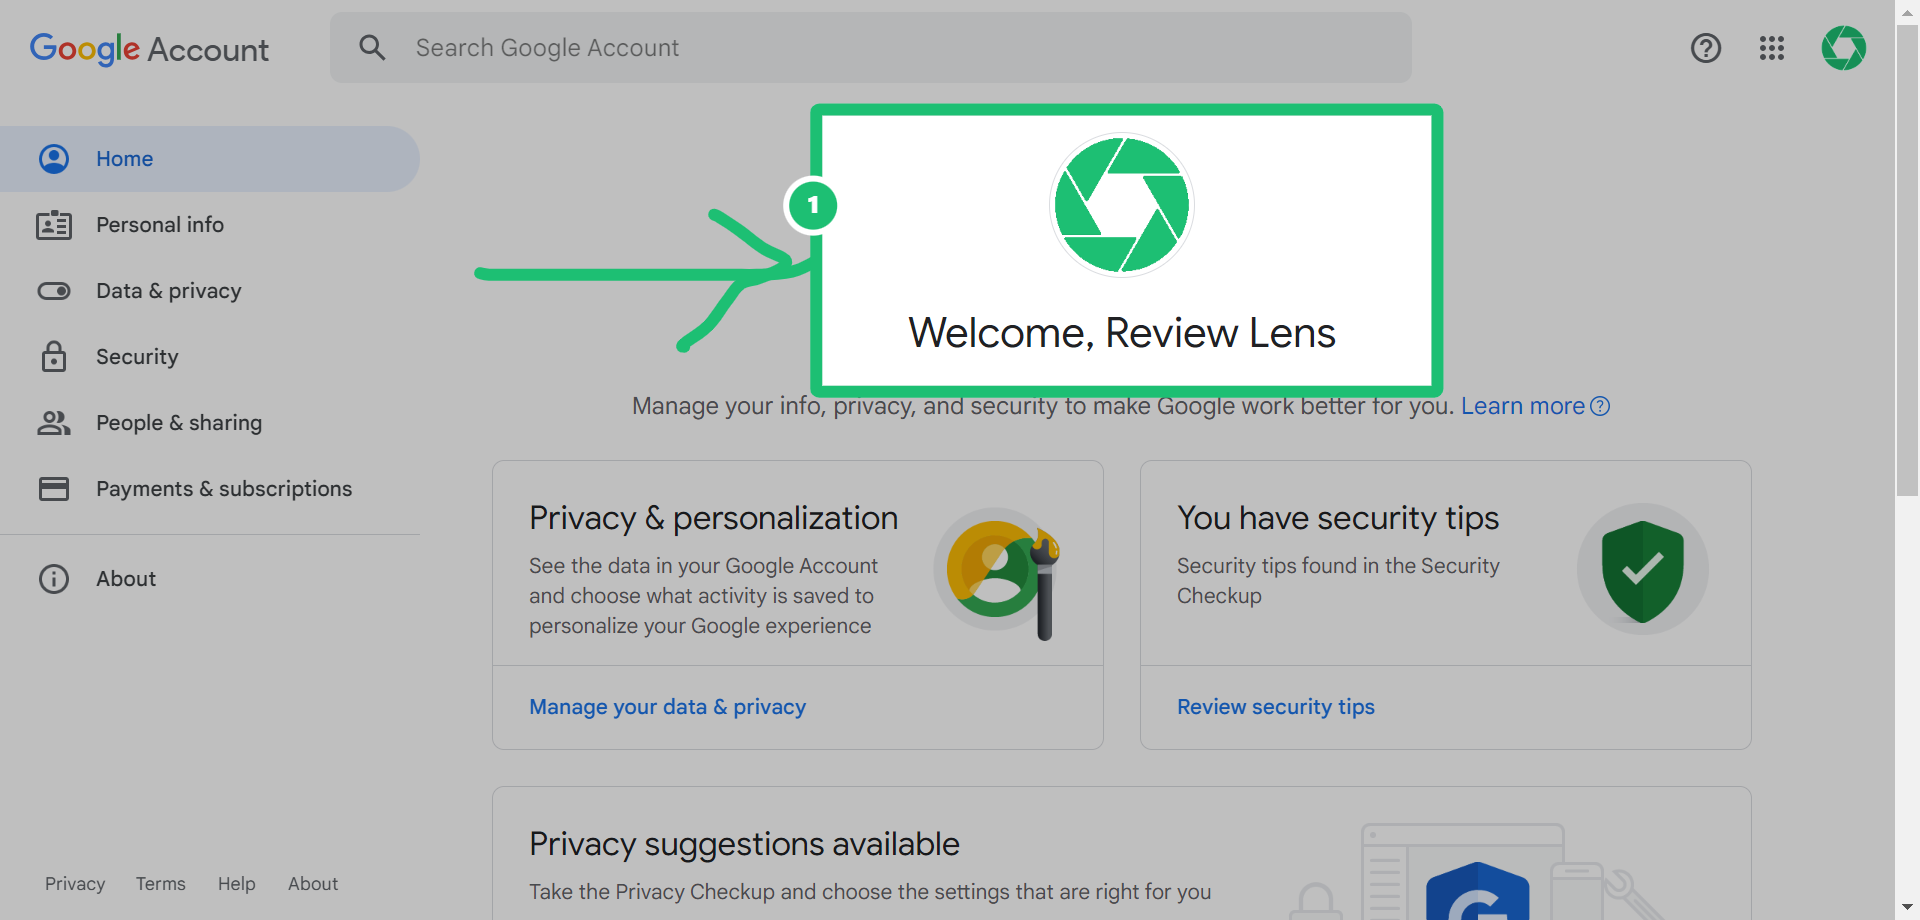 Google Account
Search Google Account
Home
Personal info
Data & privacy
Security
People & sharing
Payments & subscriptions
About
Privacy Terms Help About
1
Welcome, Review Lens
Manage your info, privacy, and security to make Google work better for you. Learn more
Privacy & personalization
See the data in your Google Account
and choose what activity is saved to
personalize your Google experience
Manage your data & privacy
You have security tips
Security tips found in the Security
Checkup
Review security tips
Privacy suggestions available
Take the Privacy Checkup and choose the settings that are right for you